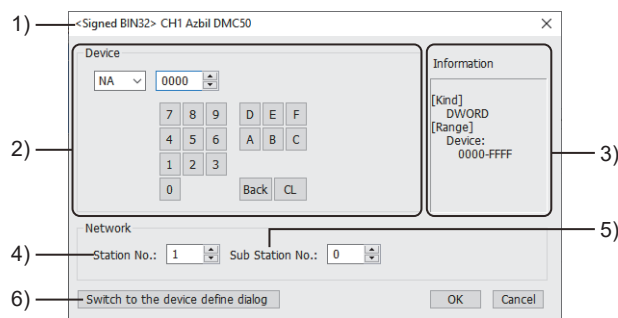 1)
<Signed BIN32> CH1 Azbil DMC50
Device
NA 0000
7 8 9 D E F
4 5 6 A B C
1 2 3
0 Back CL
2)
Information
[Kind]
DWORD
[Range]
Device:
0000-FFFF
3)
Network
5)
4)
Station No.: 1 Sub Station No.: 0
6)
Switch to the device define dialog OK Cancel